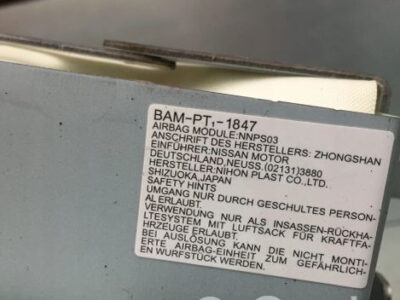 BAM-PT₁-1847
AIRBAG MODULE:NNPS03
ANSCHRIFT DES HERSTELLERS: ZHONGSHAN
EINFÜHRER:NISSAN MOTOR
DEUTSCHLAND,NEUSS.(02131)3880
HERSTELLER:NIHON PLAST CO.,LTD.
SHIZUOKA,JAPAN
SAFETY HINTS
UMGANG NUR DURCH GESCHULTES PERSON-
AL ERLAUBT.
VERWENDUNG NUR ALS INSASSEN-RÜCKHA-
LTESYSTEM MIT LUFTSACK FÜR KRAFTFA-
HRZEUGE ERLAUBT.
BEI AUSLÖSUNG KANN DIE NICHT MONTI-
ERTE AIRBAG-EINHEIT ZUM GEFÄHRLICH-
EN WURFSTÜCK WERDEN.